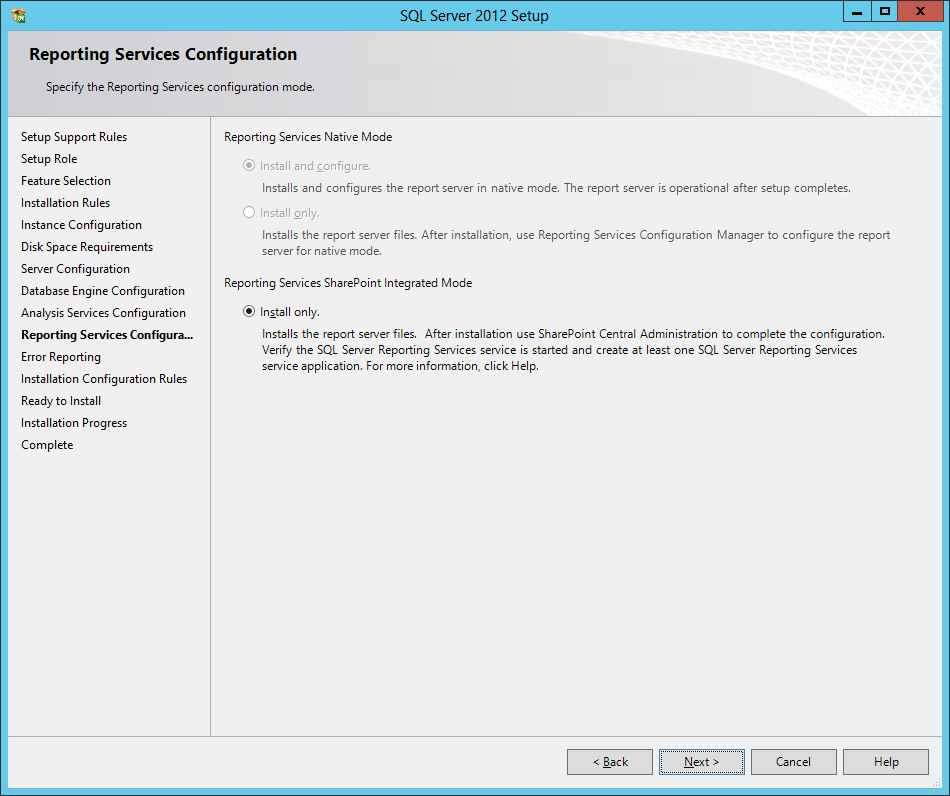 SQL Server 2012 Setup
Reporting Services Configuration
Specify the Reporting Services configuration mode.
Setup Support Rules
Setup Role
Feature Selection
Installation Rules
Instance Configuration
Disk Space Requirements
Server Configuration
Database Engine Configuration
Analysis Services Configuration
Reporting Services Configura...
Error Reporting
Installation Configuration Rules
Ready to Install
Installation Progress
Complete
Reporting Services Native Mode
Install and configure.
Installs and configures the report server in native mode. The report server is operational after setup completes.
Install only.
Installs the report server files. After installation, use Reporting Services Configuration Manager to configure the report
server for native mode.
Reporting Services SharePoint Integrated Mode
Install only.
Installs the report server files.  After installation use SharePoint Central Administration to complete the configuration.
Verify the SQL Server Reporting Services service is started and create at least one SQL Server Reporting Services
service application. For more information, click Help.
< Back
Next >
Cancel
Help